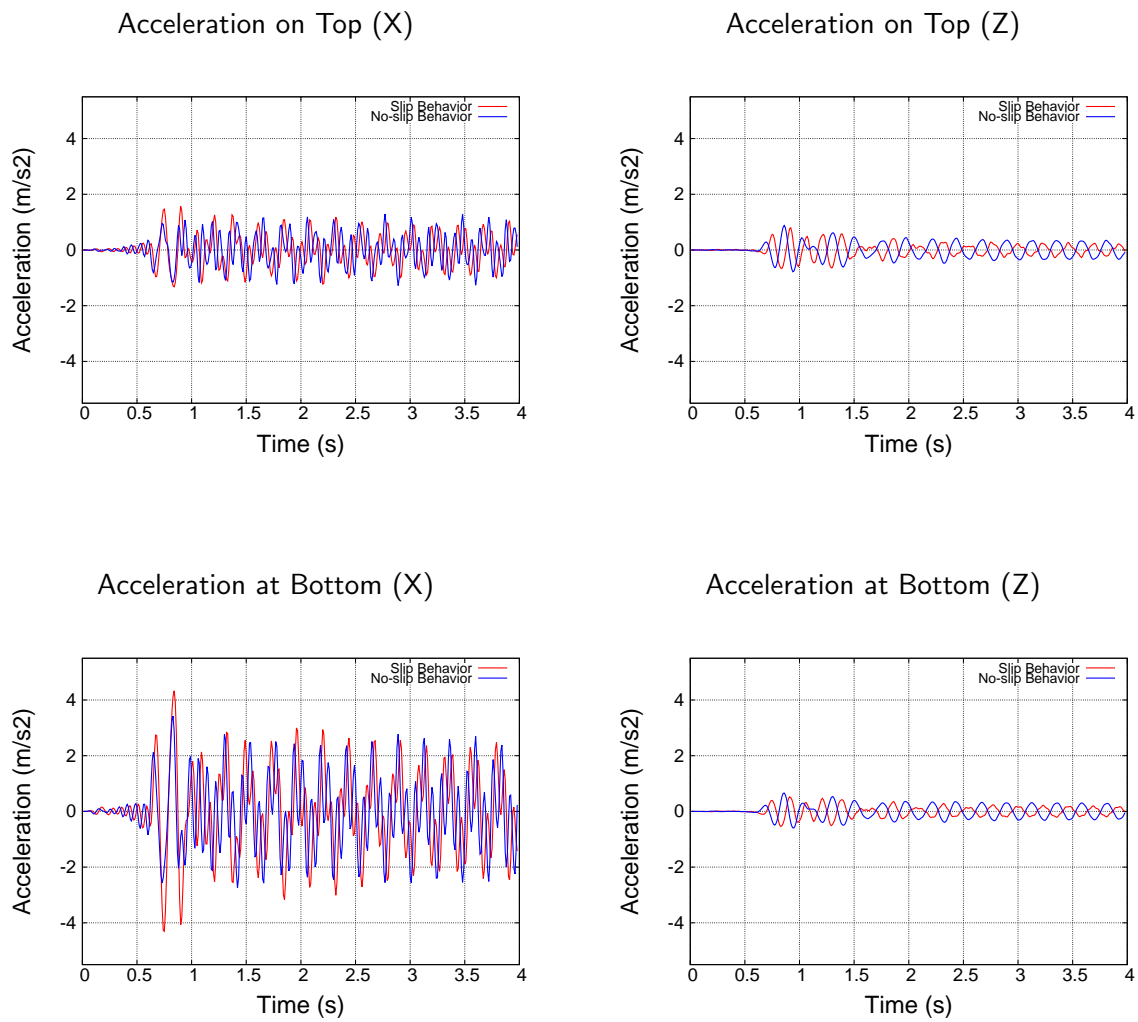 Acceleration on Top (X)
Acceleration on Top (Z)
Slip Behavior
No-slip Behavior
4
2
0
-2
-4
Acceleration (m/s2)
0 0.5 1 1.5 2 2.5 3 3.5 4
Time (s)
Slip Behavior
No-slip Behavior
4
2
0
-2
-4
Acceleration (m/s2)
0 0.5 1 1.5 2 2.5 3 3.5 4
Time (s)
Acceleration at Bottom (X)
Acceleration at Bottom (Z)
Slip Behavior
No-slip Behavior
4
2
0
-2
-4
Acceleration (m/s2)
0 0.5 1 1.5 2 2.5 3 3.5 4
Time (s)
Slip Behavior
No-slip Behavior
4
2
0
-2
-4
Acceleration (m/s2)
0 0.5 1 1.5 2 2.5 3 3.5 4
Time (s)